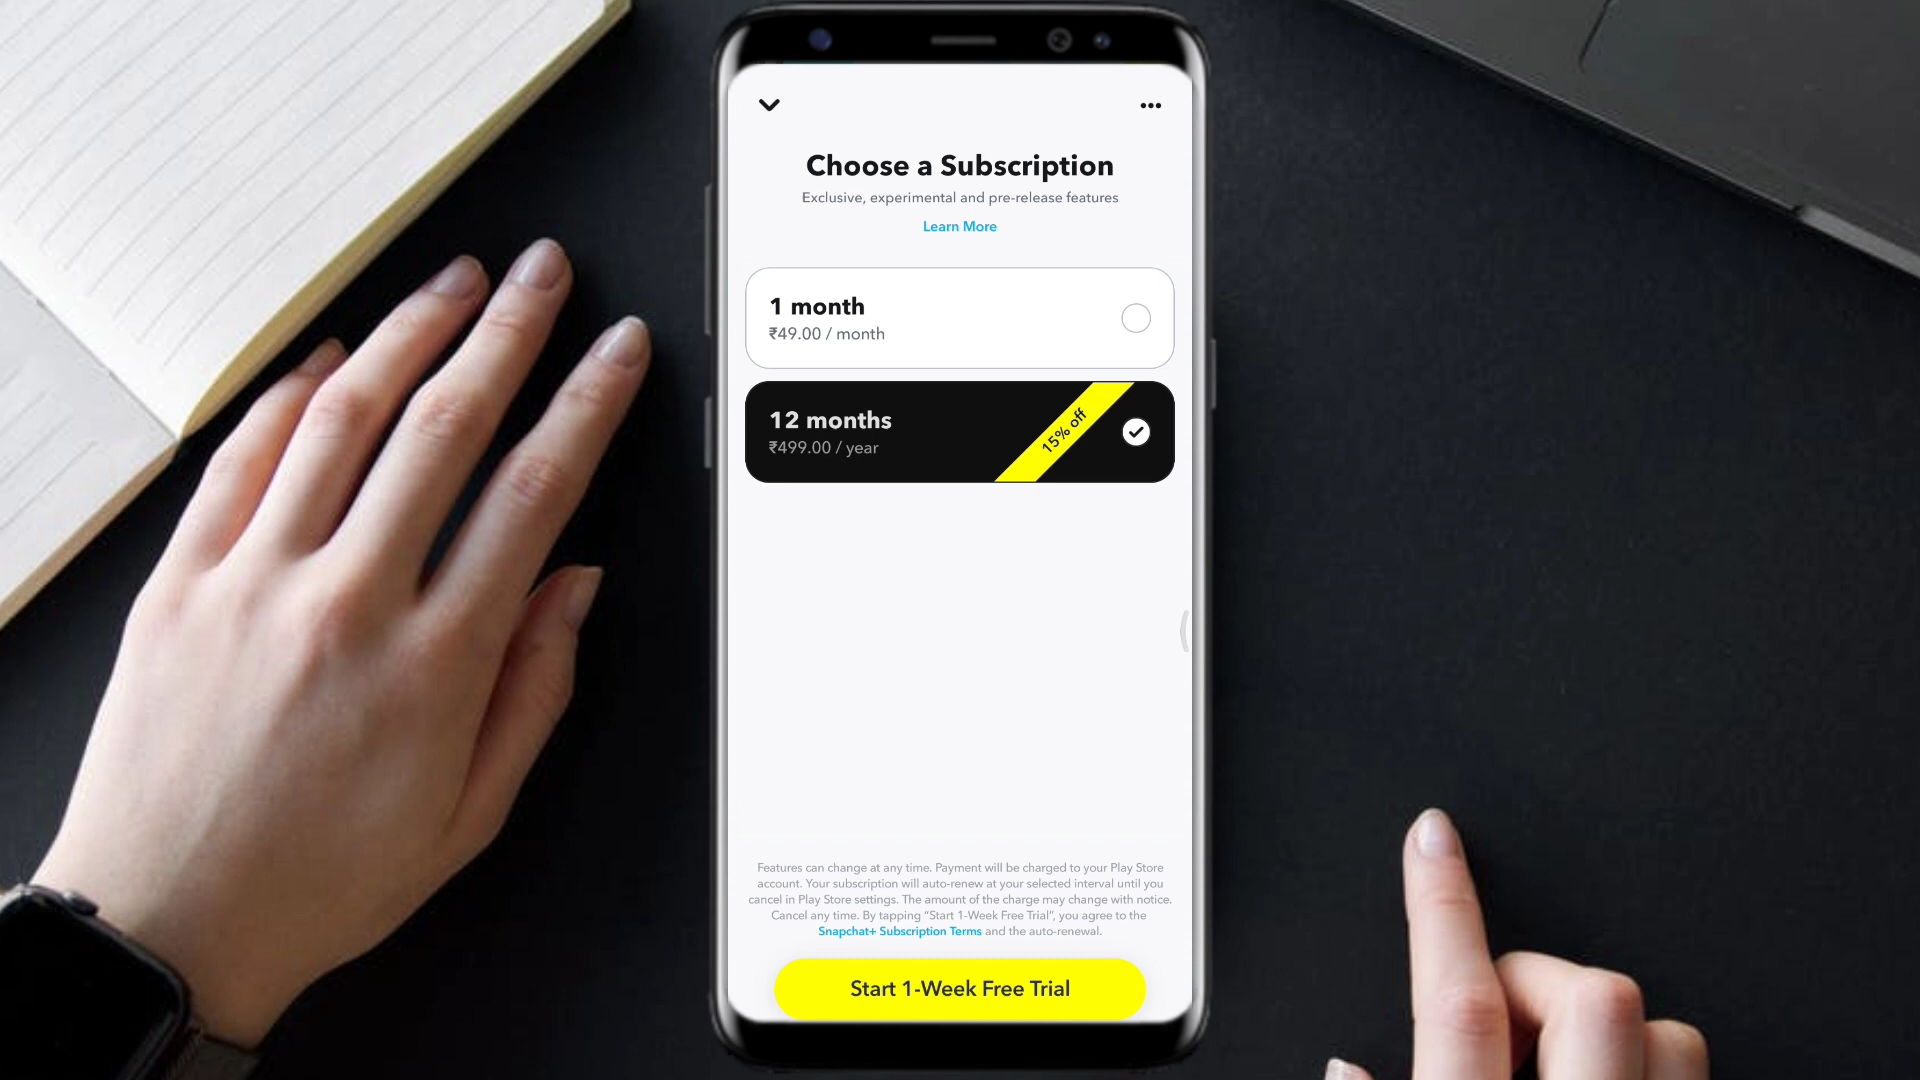 Choose a Subscription
Exclusive, experimental and pre-release features
Learn More
1 month
₹49.00 / month
12 months
₹499.00 / year
15% off
Features can change at any time. Payment will be charged to your Play Store
account. Your subscription will auto-renew at your selected interval until you
cancel in Play Store settings. The amount of the charge may change with notice.
Cancel any time. By tapping “Start 1-Week Free Trial”, you agree to the
Snapchat+ Subscription Terms and the auto-renewal.
Start 1-Week Free Trial